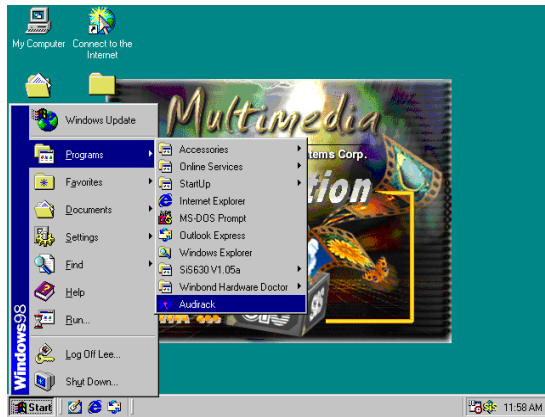 My Computer
Connect to the
Internet
Windows Update
Programs
Favorites
Documents
Settings
Find
Help
Run...
Log Off Lee...
Shut Down...
Windows98
Accessories
Online Services
StartUp
Internet Explorer
MS-DOS Prompt
Outlook Express
Windows Explorer
SiS630 V1.05a
Winbond Hardware Doctor
Audirack
Multimedia
tems Corp.
tion
Start
11:58 AM